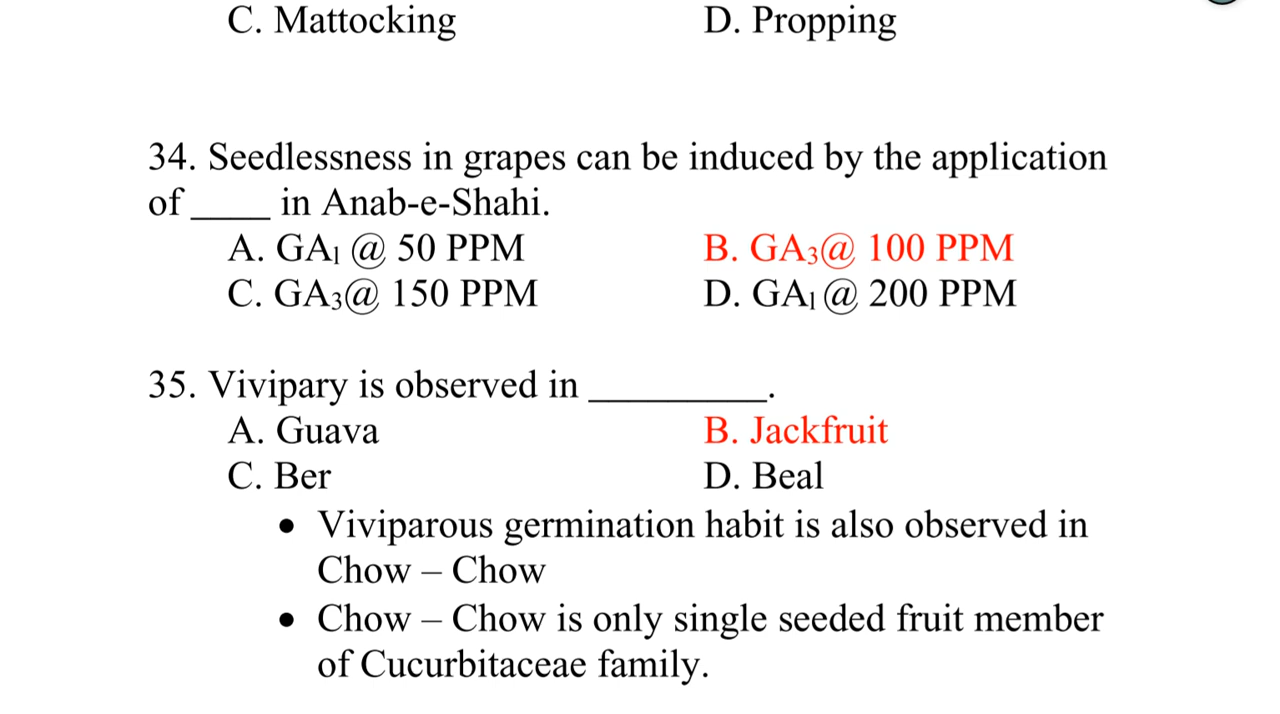 C. Mattocking D. Propping
34. Seedlessness in grapes can be induced by the application
of ____ in Anab-e-Shahi.
A. GA₁ @ 50 PPM B. GA₃@ 100 PPM
C. GA₃@ 150 PPM D. GA₁ @ 200 PPM
35. Vivipary is observed in _________.
A. Guava B. Jackfruit
C. Ber D. Beal
• Viviparous germination habit is also observed in
Chow – Chow
• Chow – Chow is only single seeded fruit member
of Cucurbitaceae family.